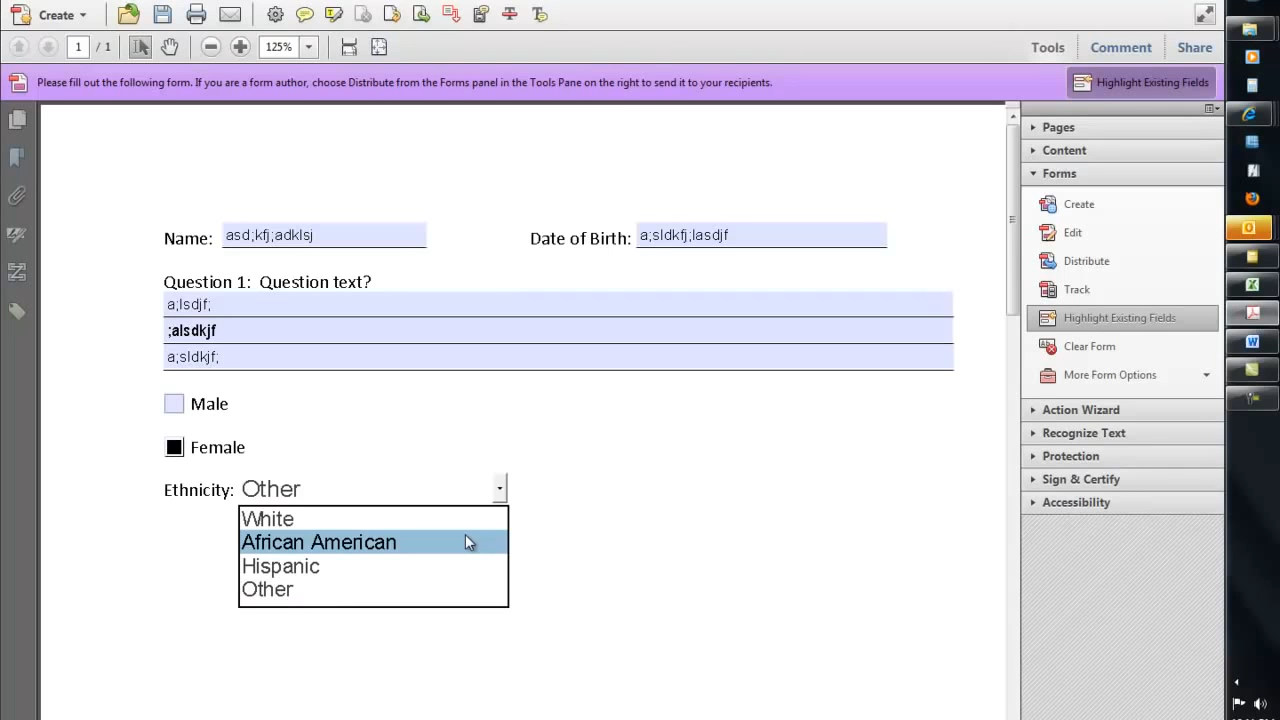 Create
1 / 1
125%
Tools
Comment
Share
Please fill out the following form. If you are a form author, choose Distribute from the Forms panel in the Tools Pane on the right to send it to your recipients.
Highlight Existing Fields
Name: asd;kfj;adklsj
Date of Birth: a;sldkfj;lasdjf
Question 1: Question text?
a;lsdjf;
;alsdkjf
a;sldkjf;
Male
Female
Ethnicity: Other
White
African American
Hispanic
Other
Pages
Content
Forms
Create
Edit
Distribute
Track
Highlight Existing Fields
Clear Form
More Form Options
Action Wizard
Recognize Text
Protection
Sign & Certify
Accessibility